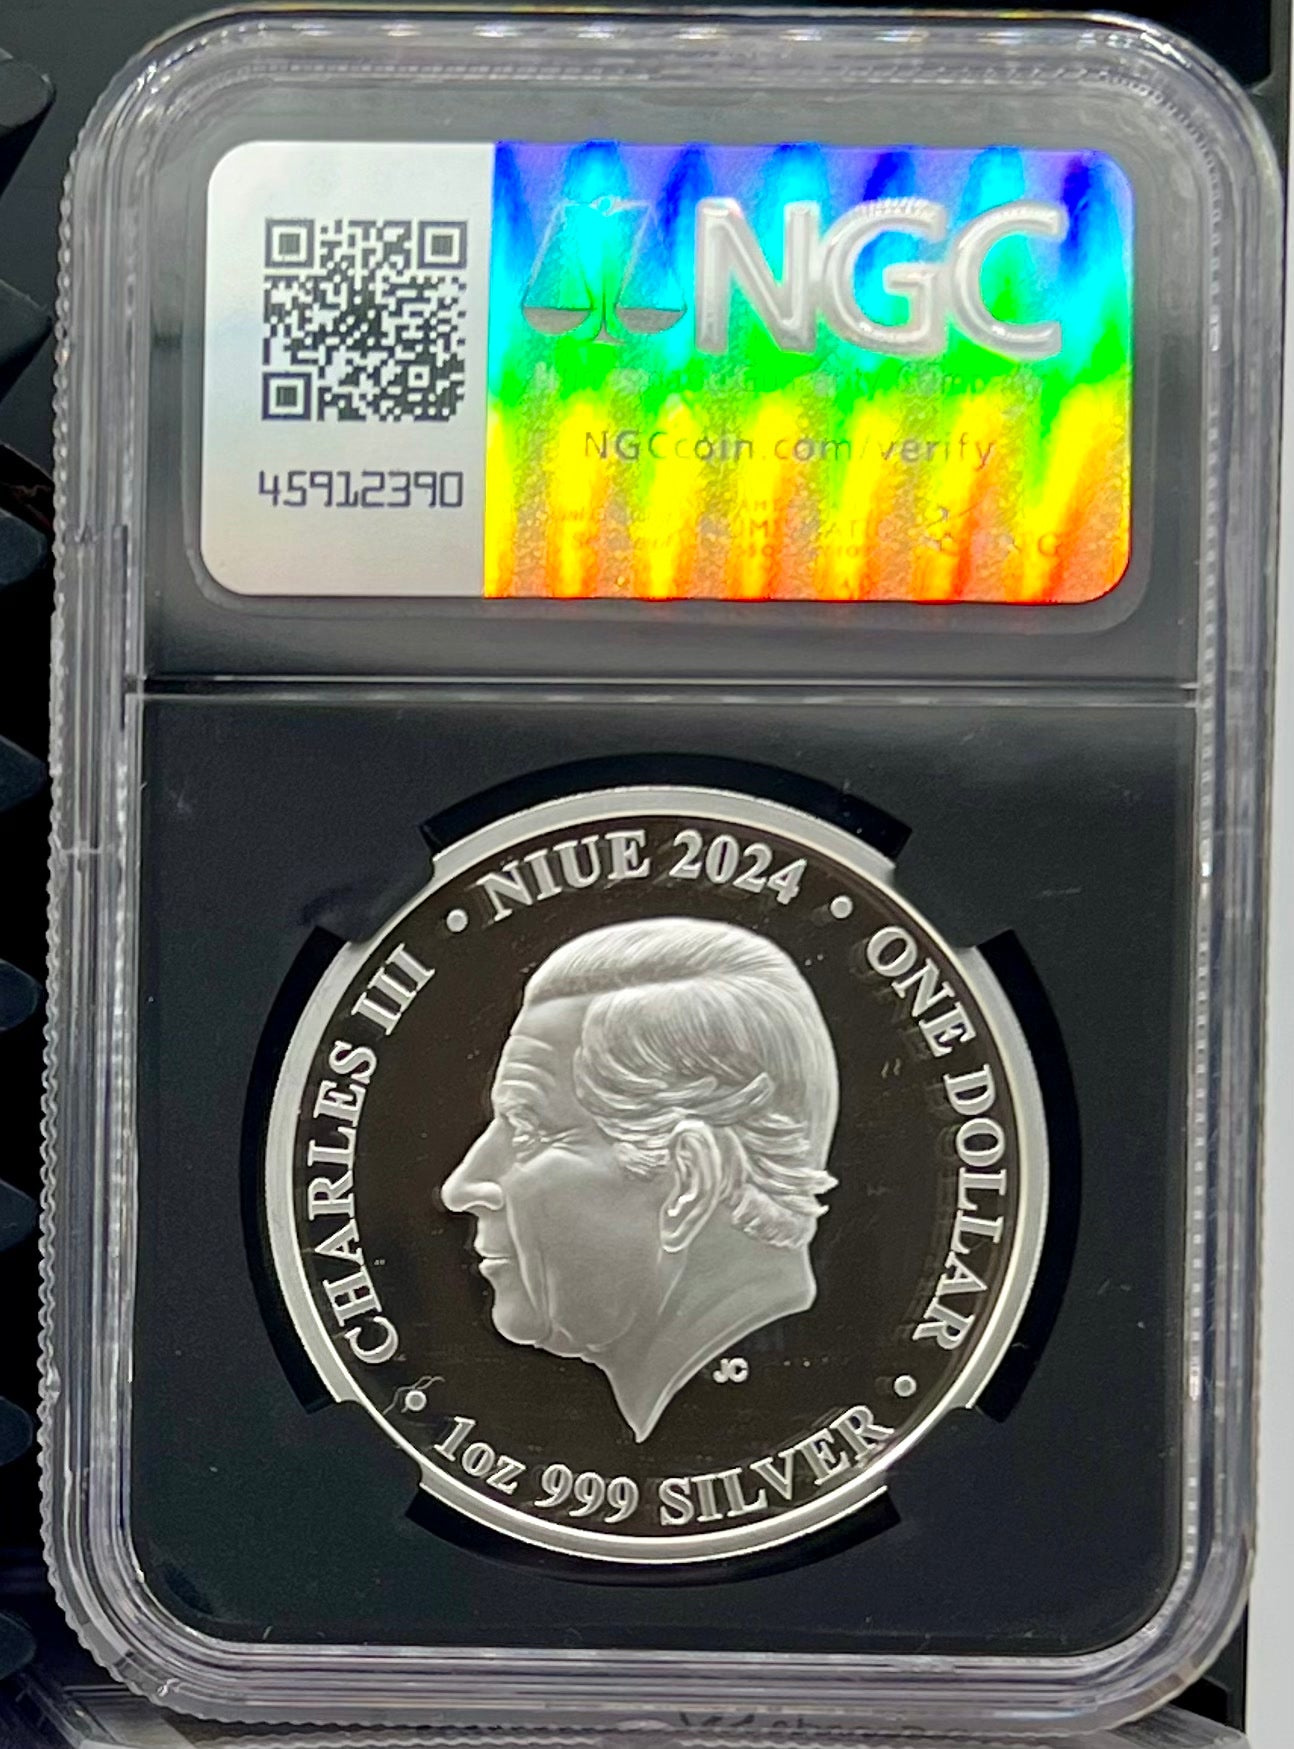 NGC
NGCcoin.com/verify
45912390
CHARLES III • NIUE 2024 • ONE DOLLAR •
1oz 999 SILVER
JC